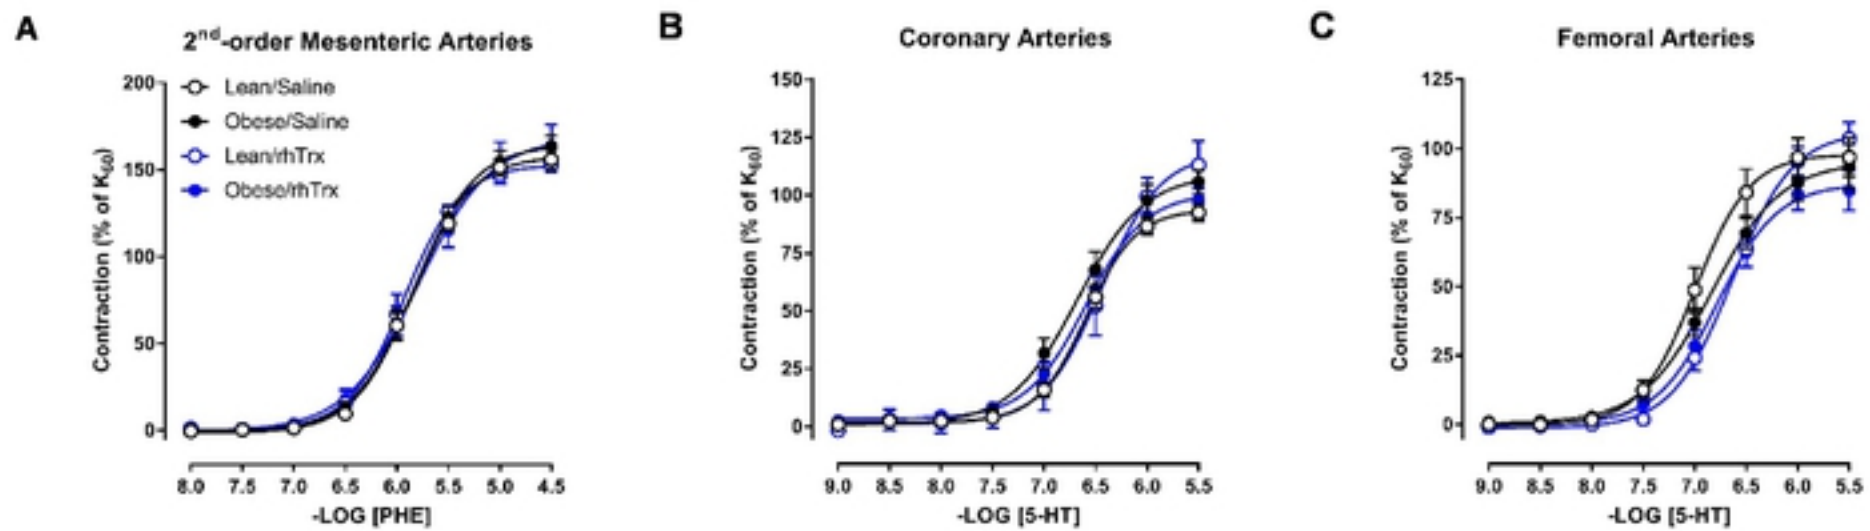 A
2nd-order Mesenteric Arteries
Contraction (% of K60)
200
150
100
50
0
Lean/Saline
Obese/Saline
Lean/rhTrx
Obese/rhTrx
8.0 7.5 7.0 6.5 6.0 5.5 5.0 4.5
-LOG [PHE]
B
Coronary Arteries
Contraction (% of K60)
150
125
100
75
50
25
0
9.0 8.5 8.0 7.5 7.0 6.5 6.0 5.5
-LOG [5-HT]
C
Femoral Arteries
Contraction (% of K60)
125
100
75
50
25
0
9.0 8.5 8.0 7.5 7.0 6.5 6.0 5.5
-LOG [5-HT]